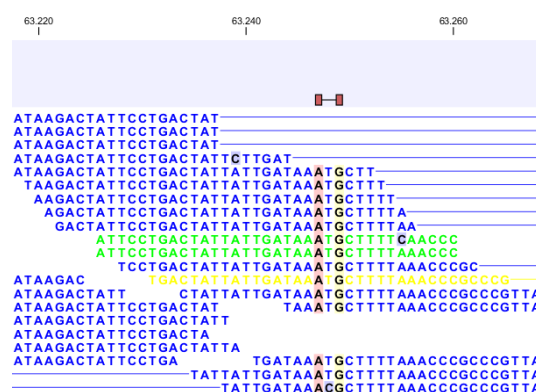 63.220 63.240 63.260
ATAAGACTATTCCTGACTAT
ATAAGACTATTCCTGACTAT
ATAAGACTATTCCTGACTAT
ATAAGACTATTCCTGACTATTCTTGAT
ATAAGACTATTCCTGACTATTATTGATAAATGCTT
TAAGACTATTCCTGACTATTATTGATAAATGCTTT
AAGACTATTCCTGACTATTATTGATAAATGCTTTT
AGACTATTCCTGACTATTATTGATAAATGCTTTTA
GACTATTCCTGACTATTATTGATAAATGCTTTTAA
ATTCCTGACTATTATTGATAAATGCTTTTCAACCC
ATTCCTGACTATTATTGATAAATGCTTTTAAACCC
TCCTGACTATTATTGATAAATGCTTTTAAACCCGC
ATAAGAC TGACTATTATTGATAAATGCTTTTAAACCCGCCCG
ATAAGACTATT CTATTATTGATAAATGCTTTTAAACCCGCCCGTTA
ATAAGACTATTCCTGACTAT TAAATGCTTTTAAACCCGCCCGTTA
ATAAGACTATTCCTGACTATT
ATAAGACTATTCCTGACTA
ATAAGACTATTCCTGACTATTA
ATAAGACTATTCCTGA TGATAAATGCTTTTAAACCCGCCCGTTA
TATTATTGATAAATGCTTTTAAACCCGCCCGTTA
TATTGATAAACGCTTTTAAACCCGCCCGTTA